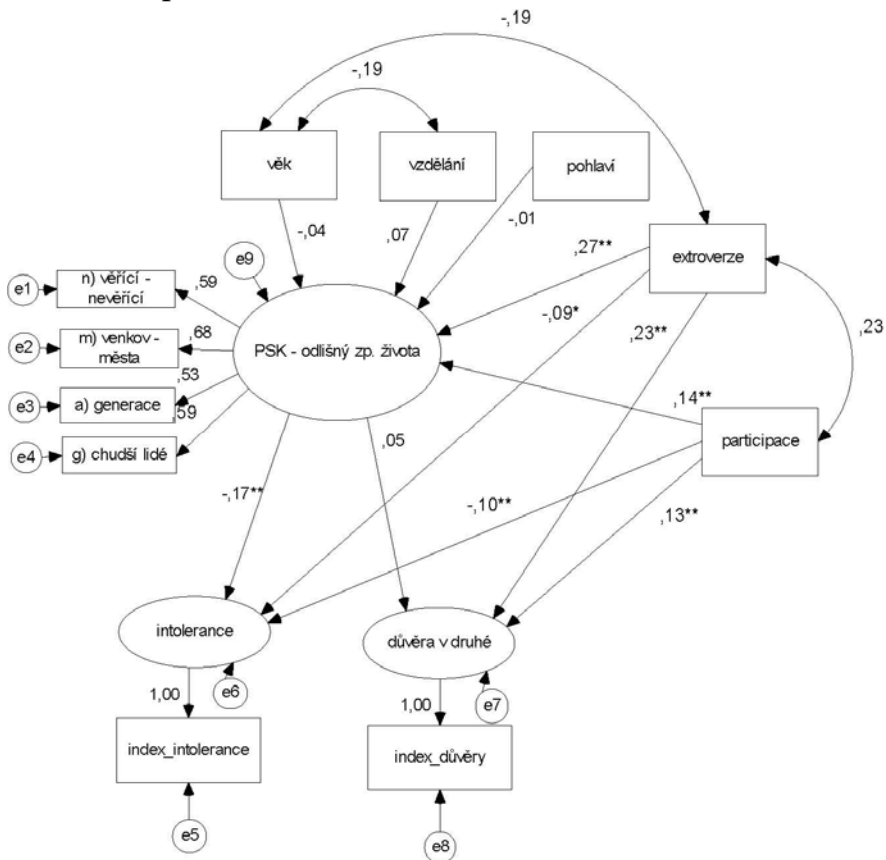 -,19
-,19
věk
vzdělání
pohlaví
-,04
,07
-,01
extroverze
e9
,27**
e1
n) věřící -
nevěřící
,59
-,09*
,23**
,23
e2
m) venkov -
města
,68
PSK - odlišný zp. života
,53
e3
a) generace
,59
,14**
e4
g) chudší lidé
participace
,05
-,17**
-,10**
,13**
intolerance
důvěra v druhé
e6
e7
1,00
1,00
index_intolerance
index_důvěry
e5
e8